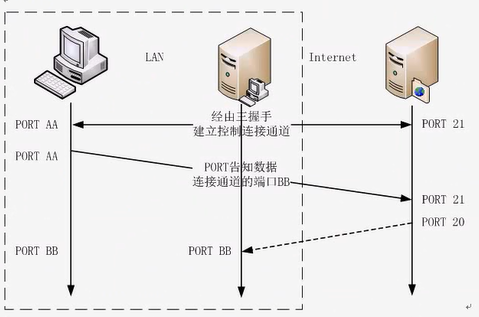 LAN
Internet
经由三握手
建立控制连接通道
PORT AA
PORT 21
PORT AA
PORT告知数据
连接通道的端口BB
PORT 21
PORT 20
PORT BB
PORT BB